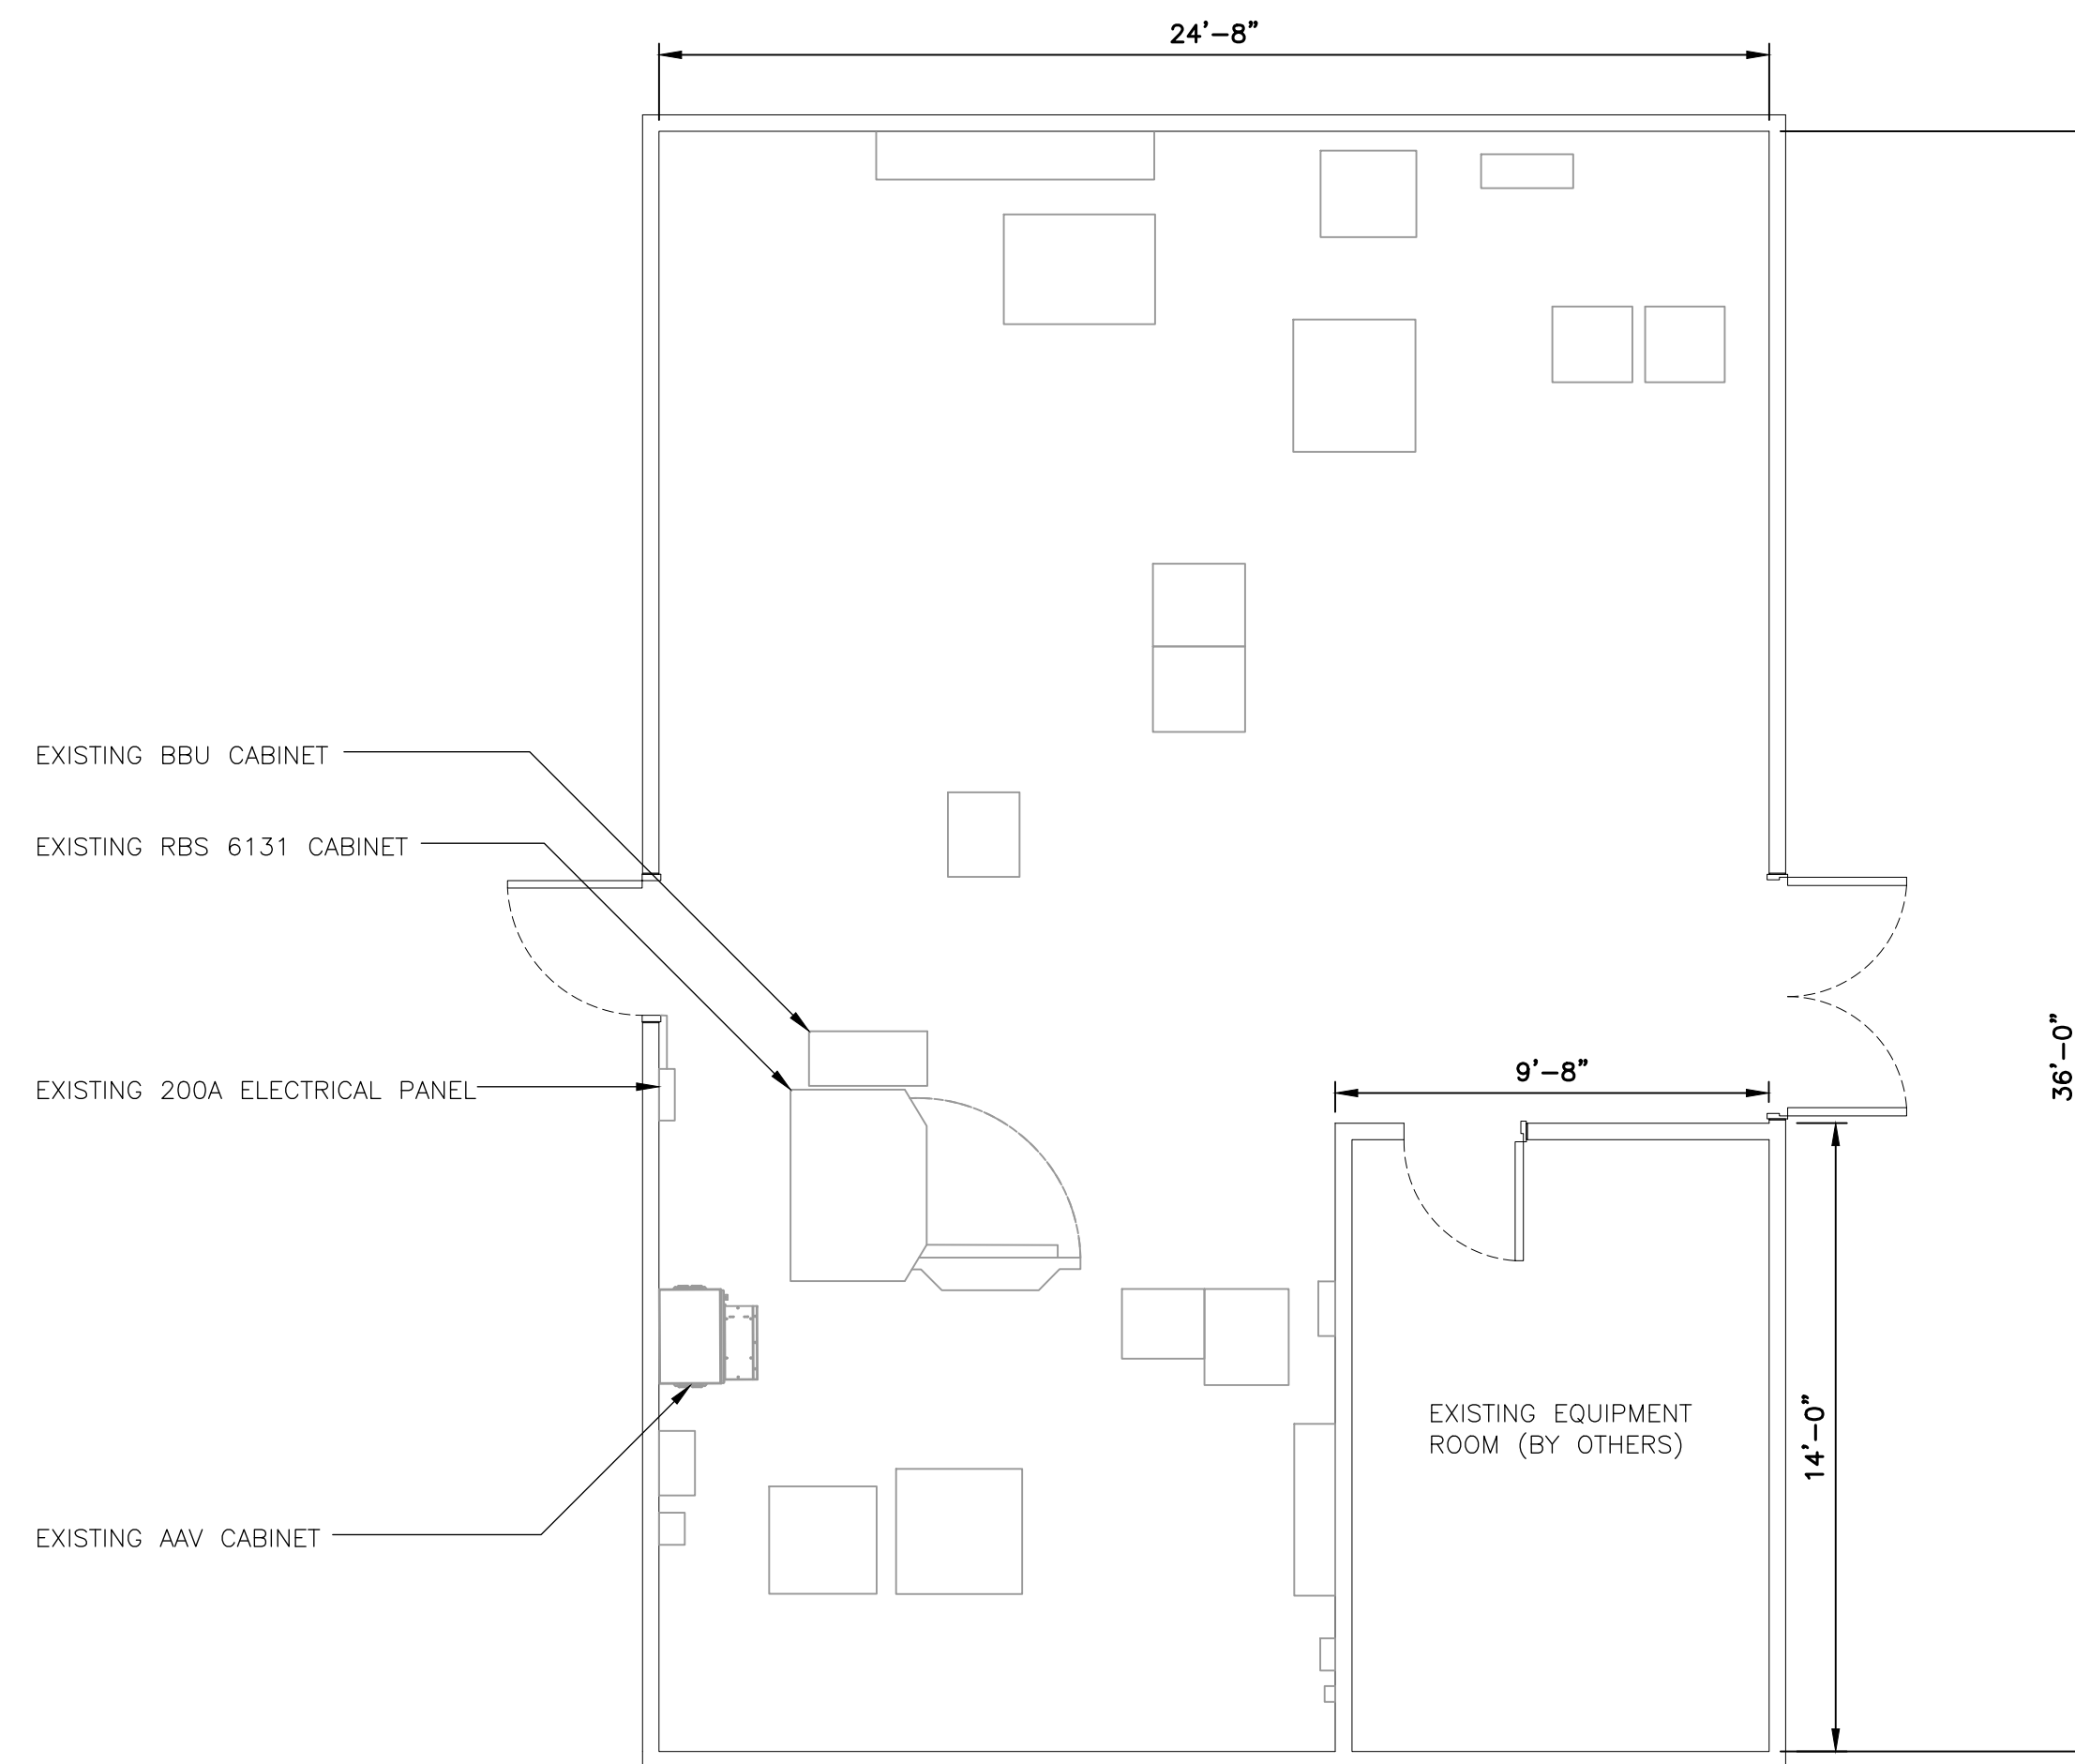 24'-8"
EXISTING BBU CABINET
EXISTING RBS 6131 CABINET
36'-0"
9'-8"
EXISTING 200A ELECTRICAL PANEL
EXISTING EQUIPMENT
ROOM (BY OTHERS)
14'-0"
EXISTING AAV CABINET